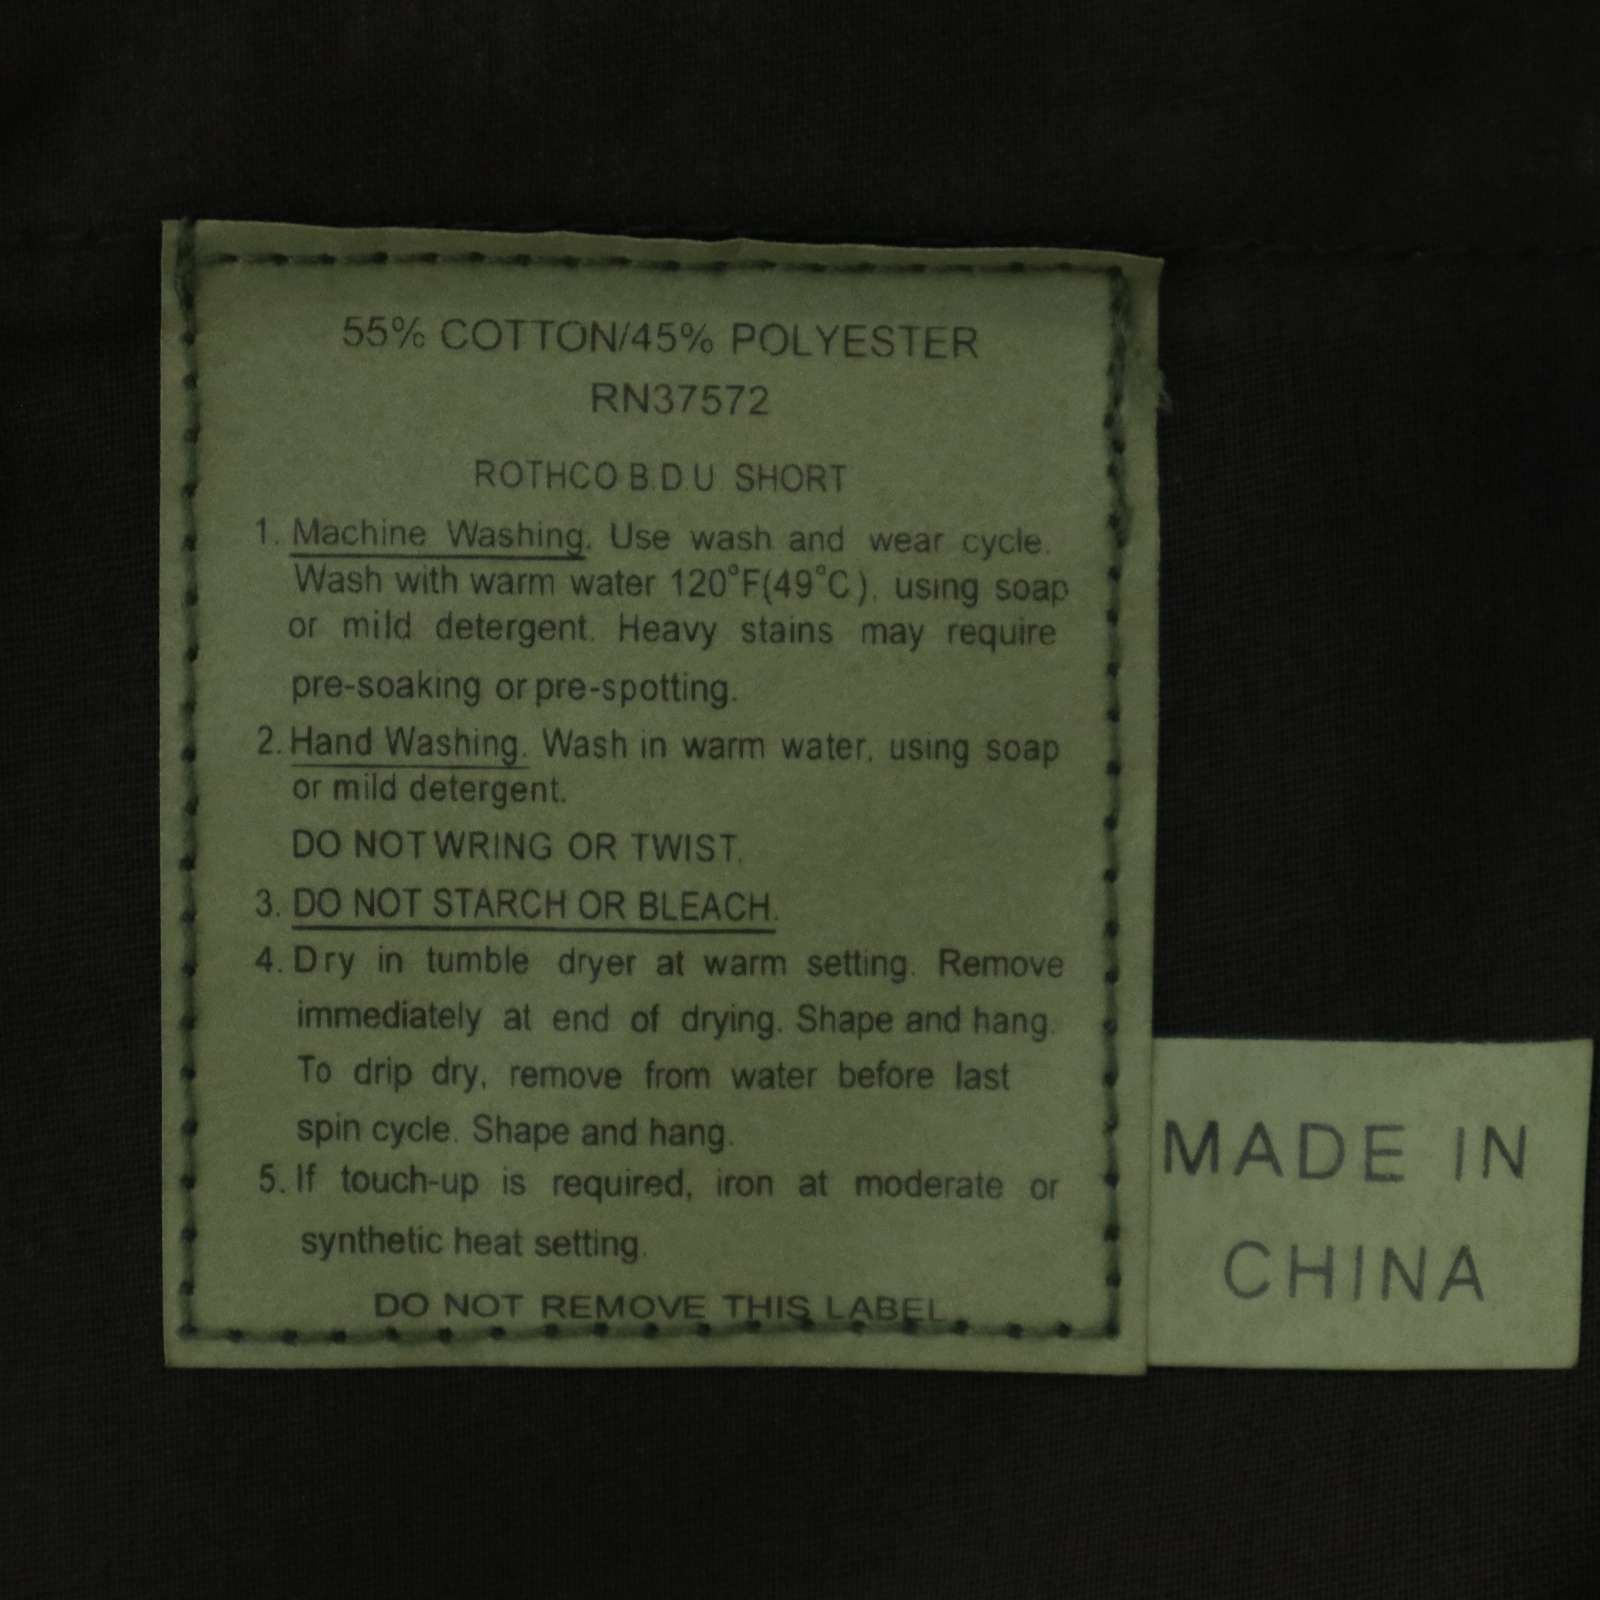 55% COTTON/45% POLYESTER
RN37572
ROTHCO B.D.U. SHORT
1. Machine Washing. Use wash and wear cycle.
Wash with warm water 120°F(49°C), using soap
or mild detergent. Heavy stains may require
pre-soaking or pre-spotting.
2. Hand Washing. Wash in warm water, using soap
or mild detergent.
DO NOT WRING OR TWIST.
3. DO NOT STARCH OR BLEACH.
4. Dry in tumble dryer at warm setting. Remove
immediately at end of drying. Shape and hang.
To drip dry, remove from water before last
spin cycle. Shape and hang.
5. If touch-up is required, iron at moderate or
synthetic heat setting.
DO NOT REMOVE THIS LABEL.
MADE IN
CHINA